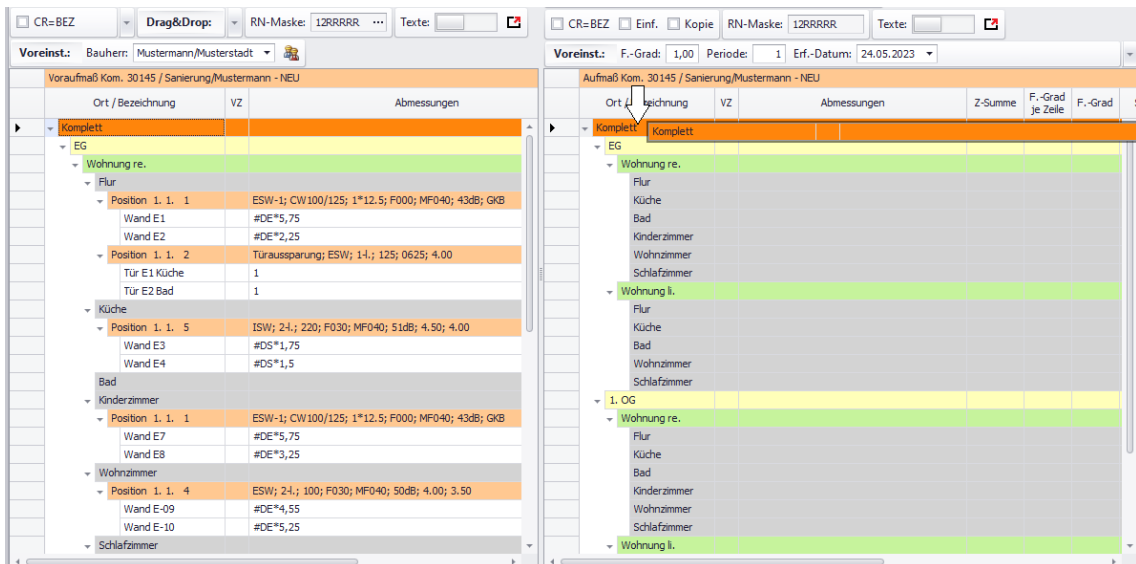 CR=BEZ Drag&Drop: RN-Maske: 12RRRRR ... Texte:
Voreinst.: Bauherr: Mustermann/Musterstadt
Voraufmaß Kom. 30145 / Sanierung/Mustermann - NEU
Ort / Bezeichnung VZ Abmessungen
Komplett
EG
Wohnung re.
Flur
Position 1. 1. 1 ESW-1; CW100/125; 1*12.5; F000; MF040; 43dB; GKB
Wand E1 #DE*5,75
Wand E2 #DE*2,25
Position 1. 1. 2 Türaussparung; ESW; 1-l.; 125; 0625; 4.00
Tür E1 Küche 1
Tür E2 Bad 1
Küche
Position 1. 1. 5 ISW; 2-l.; 220; F030; MF040; 51dB; 4.50; 4.00
Wand E3 #DS*1,75
Wand E4 #DS*1,5
Bad
Kinderzimmer
Position 1. 1. 1 ESW-1; CW100/125; 1*12.5; F000; MF040; 43dB; GKB
Wand E7 #DE*5,75
Wand E8 #DE*3,25
Wohnzimmer
Position 1. 1. 4 ESW; 2-l.; 100; F030; MF040; 50dB; 4.00; 3.50
Wand E-09 #DE*4,55
Wand E-10 #DE*5,25
Schlafzimmer
CR=BEZ Einf. Kopie RN-Maske: 12RRRRR Texte:
Voreinst.: F.-Grad: 1,00 Periode: 1 Erf.-Datum: 24.05.2023
Aufmaß Kom. 30145 / Sanierung/Mustermann - NEU
Ort / Bezeichnung VZ Abmessungen Z-Summe F.-Grad je Zeile F.-Grad
Komplett Komplett
EG
Wohnung re.
Flur
Küche
Bad
Kinderzimmer
Wohnzimmer
Schlafzimmer
Wohnung li.
Flur
Küche
Bad
Wohnzimmer
Schlafzimmer
1. OG
Wohnung re.
Flur
Küche
Bad
Kinderzimmer
Wohnzimmer
Schlafzimmer
Wohnung li.